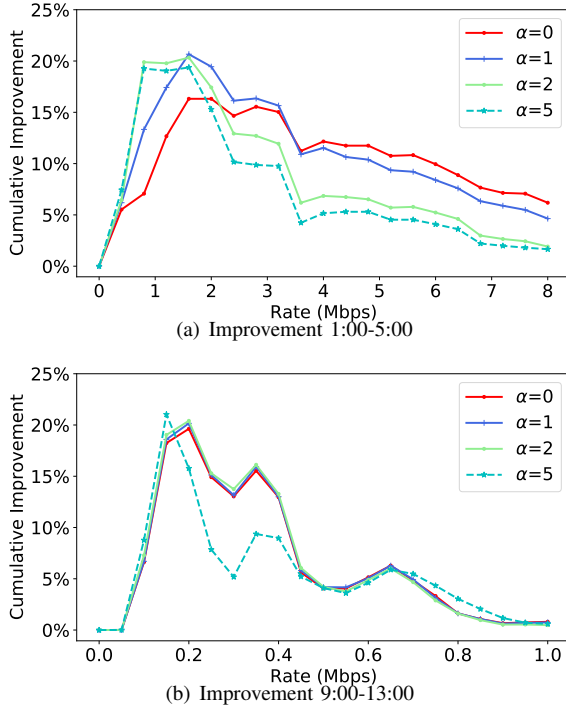 25%
20%
15%
10%
5%
0%
Cumulative Improvement
α=0
α=1
α=2
α=5
0 1 2 3 4 5 6 7 8
Rate (Mbps)
(a) Improvement 1:00-5:00
25%
20%
15%
10%
5%
0%
Cumulative Improvement
α=0
α=1
α=2
α=5
0.0 0.2 0.4 0.6 0.8 1.0
Rate (Mbps)
(b) Improvement 9:00-13:00